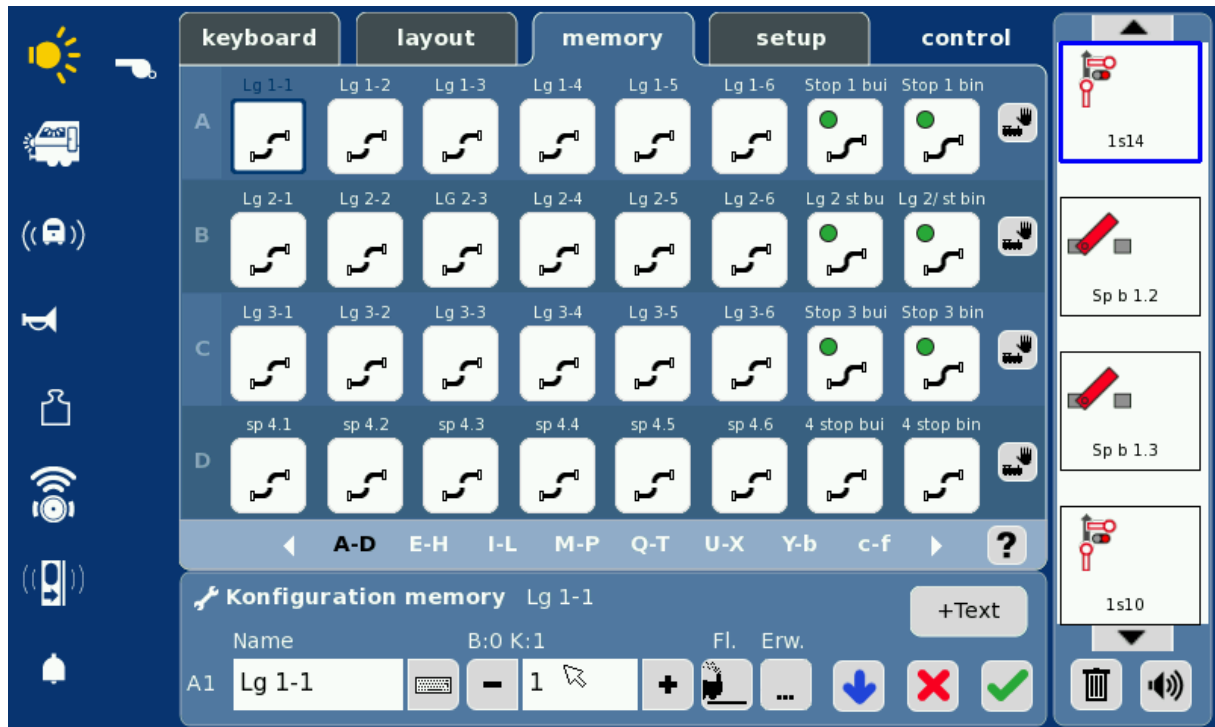 keyboard layout memory setup control
Lg 1-1 Lg 1-2 Lg 1-3 Lg 1-4 Lg 1-5 Lg 1-6 Stop 1 bui Stop 1 bin
A
Lg 2-1 Lg 2-2 LG 2-3 Lg 2-4 Lg 2-5 Lg 2-6 Lg 2 st bu Lg 2/ st bin
B
Lg 3-1 Lg 3-2 Lg 3-3 Lg 3-4 Lg 3-5 Lg 3-6 Stop 3 bui Stop 3 bin
C
sp 4.1 sp 4.2 sp 4.3 sp 4.4 sp 4.5 sp 4.6 4 stop bui 4 stop bin
D
A-D E-H I-L M-P Q-T U-X Y-b c-f ?
Konfiguration memory Lg 1-1
+Text
Name B:0 K:1 Fl. Erw.
A1 Lg 1-1 − 1 + ...
1s14
Sp b 1.2
Sp b 1.3
1s10